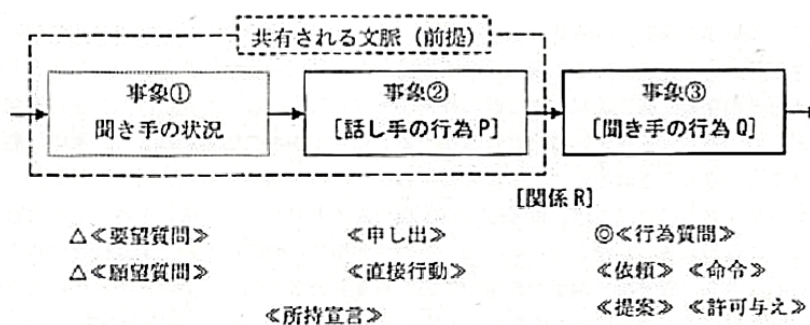 共有される文脈(前提)
事象① 事象② 事象③
聞き手の状況 [話し手の行為P] [聞き手の行為Q]
[関係R]
△≪要望質問≫ ≪申し出≫ ◎≪行為質問≫
△≪願望質問≫ ≪直接行動≫ ≪依頼≫ ≪命令≫
≪所持宣言≫ ≪提案≫ ≪許可与え≫